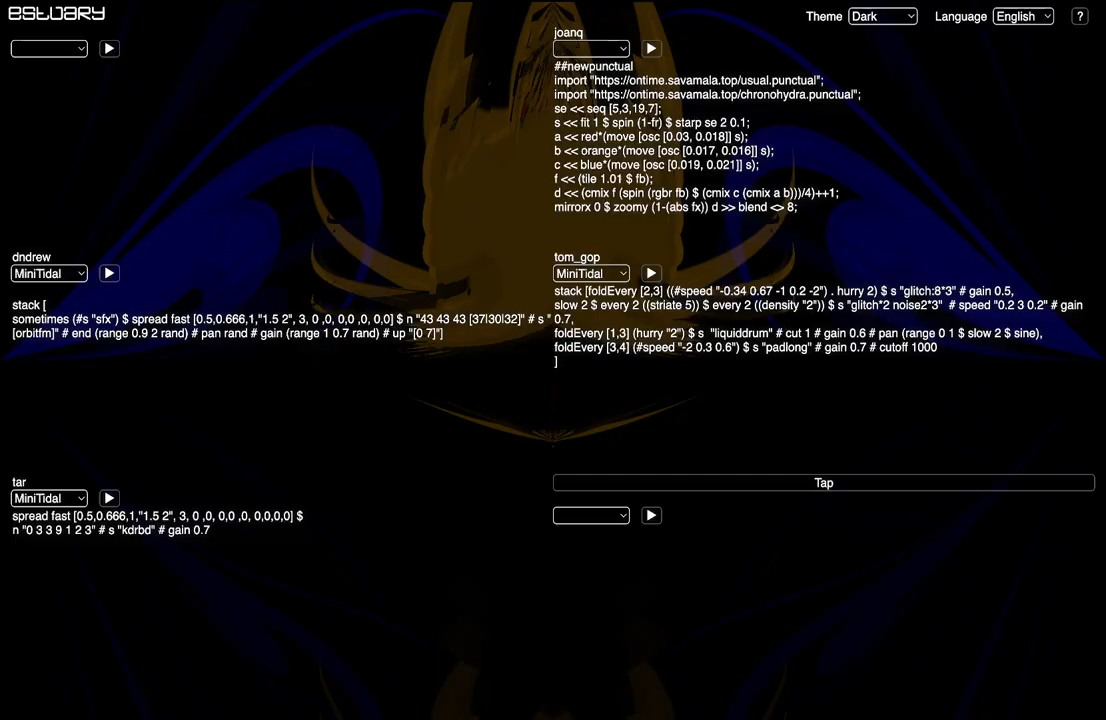 estuary
Theme Dark Language English ?
joanq
##newpunctual
import "https://ontime.savamala.top/usual.punctual";
import "https://ontime.savamala.top/chronohydra.punctual";
se << seq [5,3,19,7];
s << fit 1 $ spin (1-fr) $ starp se 2 0.1;
a << red*(move [osc [0.03, 0.018]] s);
b << orange*(move [osc [0.017, 0.016]] s);
c << blue*(move [osc [0.019, 0.021]] s);
f << (tile 1.01 $ fb);
d << (cmix f (spin (rgbr fb) $ (cmix c (cmix a b)))/4)++1;
mirrorx 0 $ zoomy (1-(abs fx)) d >> blend <> 8;
dndrew
MiniTidal
stack [
sometimes (#s "sfx") $ spread fast [0.5,0.666,1,"1.5 2", 3, 0 ,0, 0,0 ,0, 0,0] $ n "43 43 43 [37|30|32]" # s "
[orbitfm]" # end (range 0.9 2 rand) # pan rand # gain (range 1 0.7 rand) # up "[0 7]"]
tom_gop
MiniTidal
stack [foldEvery [2,3] ((#speed "-0.34 0.67 -1 0.2 -2") . hurry 2) $ s "glitch:8*3" # gain 0.5,
slow 2 $ every 2 ((striate 5)) $ every 2 ((density "2")) $ s "glitch*2 noise2*3"  # speed "0.2 3 0.2" # gain
0.7,
foldEvery [1,3] (hurry "2") $ s  "liquiddrum" # cut 1 # gain 0.6 # pan (range 0 1 $ slow 2 $ sine),
foldEvery [3,4] (#speed "-2 0.3 0.6") $ s "padlong" # gain 0.7 # cutoff 1000
]
tar
MiniTidal
spread fast [0.5,0.666,1,"1.5 2", 3, 0 ,0, 0,0 ,0, 0,0,0,0] $
n "0 3 3 9 1 2 3" # s "kdrbd" # gain 0.7
Tap